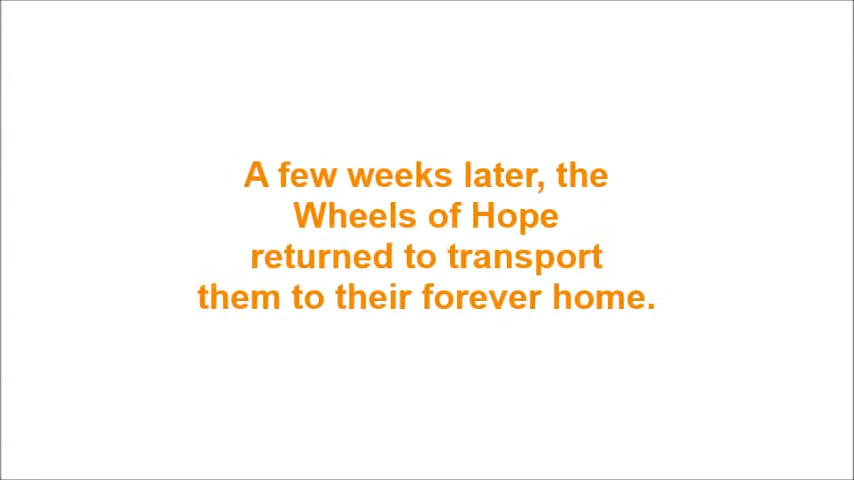 A few weeks later, the
Wheels of Hope
returned to transport
them to their forever home.